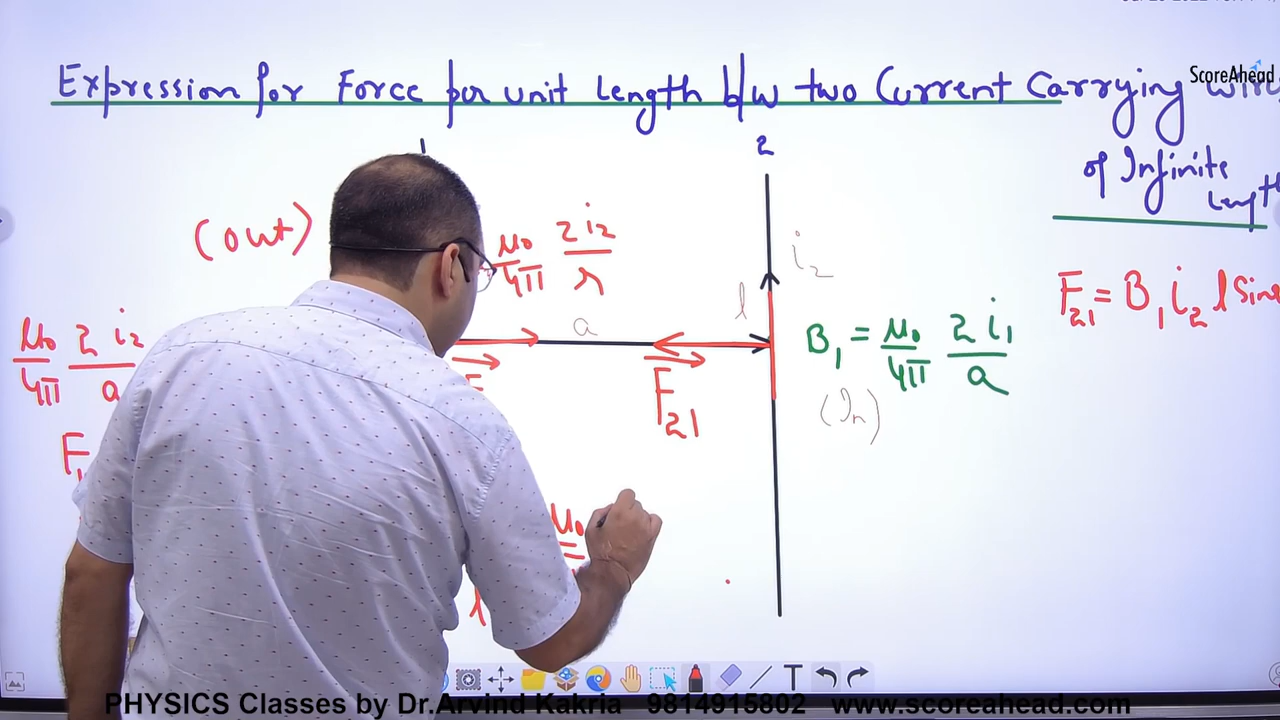 Expression for Force per unit length b/w two Current Carrying wires
ScoreAhead
of Infinite
length
1
2
(out)
μ₀/4π 2i₂/r
i₂
l
a
μ₀/4π 2i₂/a
B₁ = μ₀/4π 2i₁/a
(In)
F₂₁ = B₁ i₂ l Sin
F₂₁
F
μ₀
l
T
PHYSICS Classes by Dr.Arvind Kakria 9814915802 www.scoreahead.com